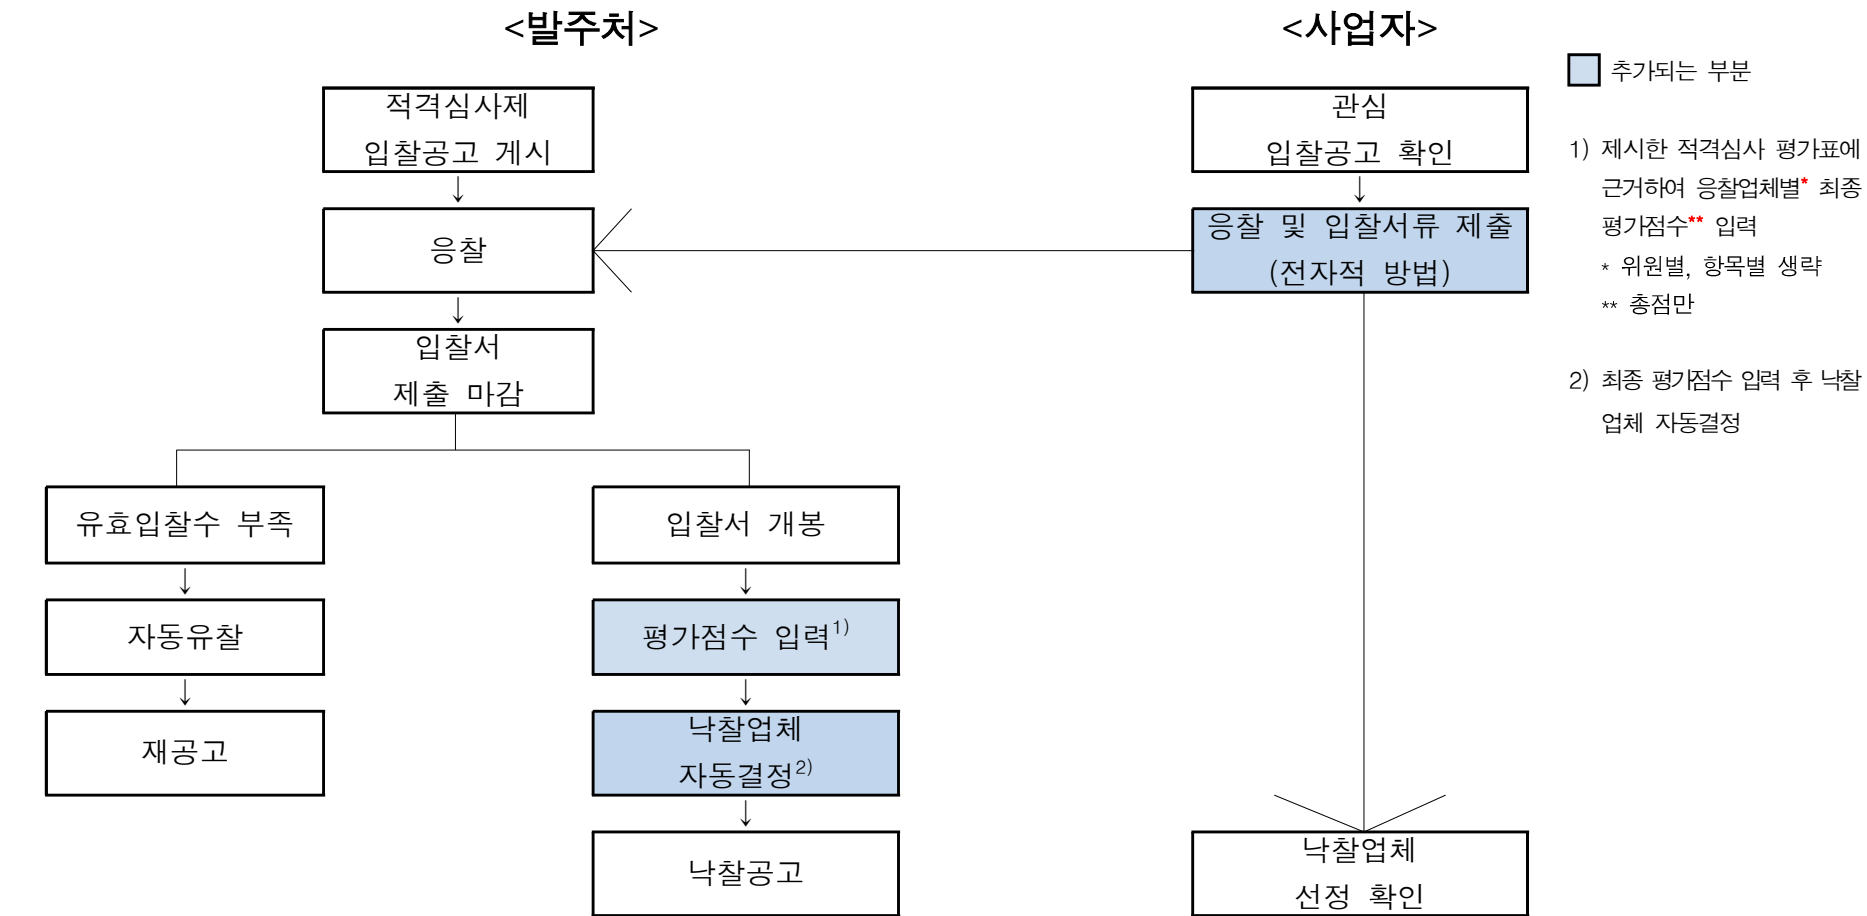 <발주처>
<사업자>
추가되는 부분
적격심사제
입찰공고 게시
관심
입찰공고 확인
1) 제시한 적격심사 평가표에
근거하여 응찰업체별* 최종
평가점수** 입력
* 위원별, 항목별 생략
** 총점만
응찰
응찰 및 입찰서류 제출
(전자적 방법)
입찰서
제출 마감
2) 최종 평가점수 입력 후 낙찰
업체 자동결정
유효입찰수 부족
입찰서 개봉
자동유찰
평가점수 입력1)
재공고
낙찰업체
자동결정2)
낙찰공고
낙찰업체
선정 확인